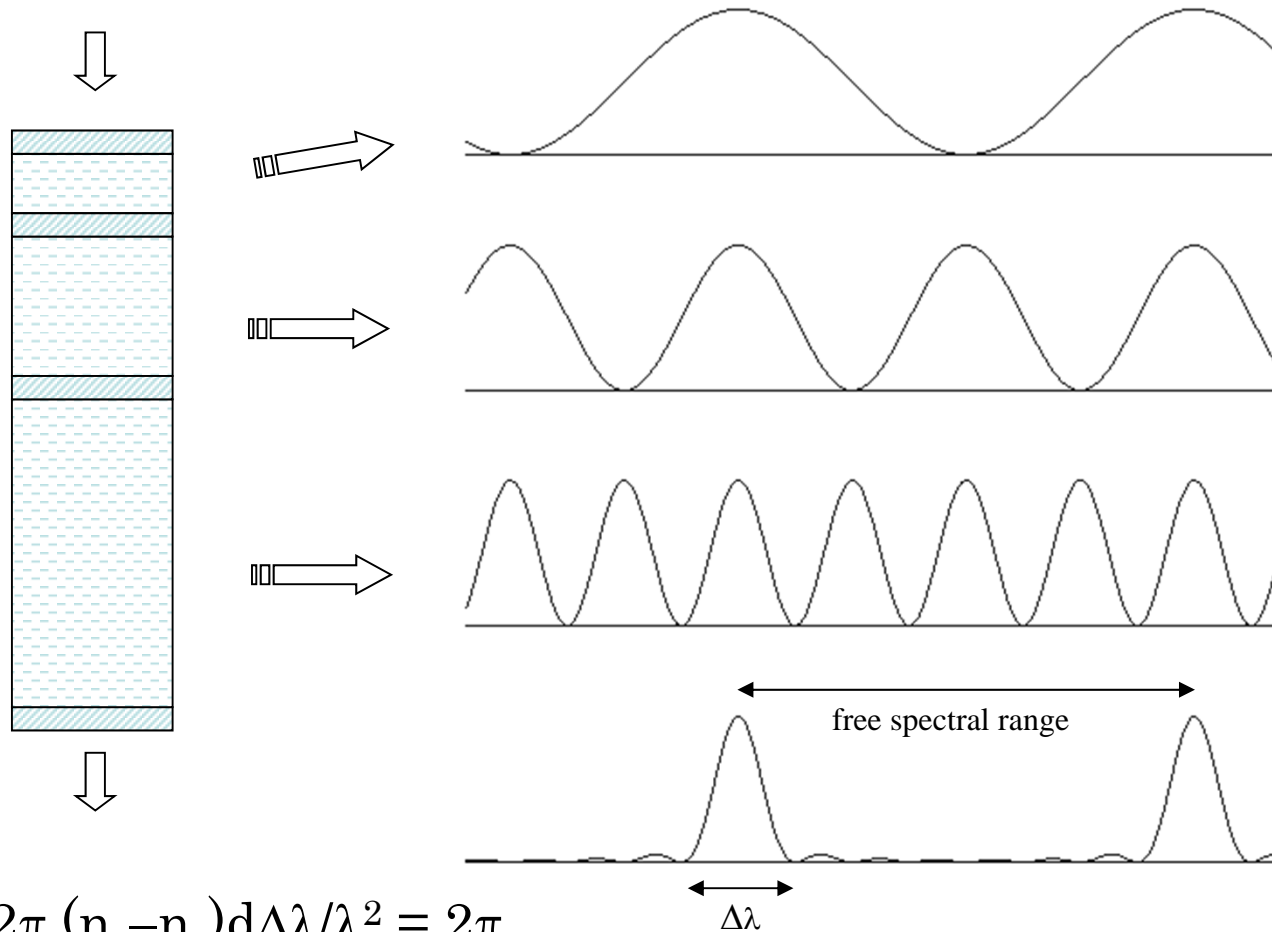 free spectral range
Δλ
2π (n –n )dΔλ/λ² = 2π